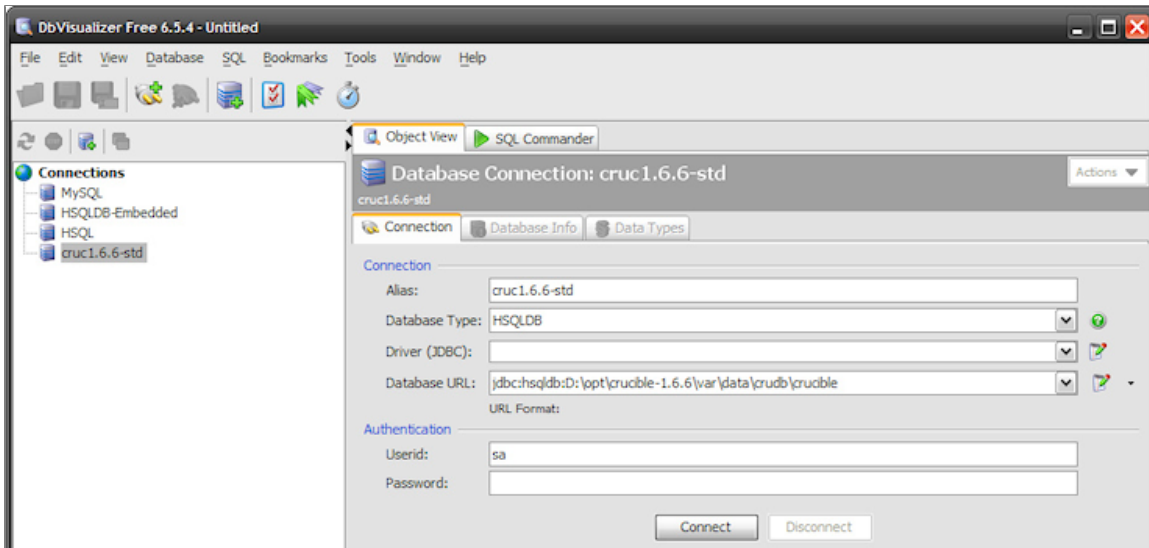 DbVisualizer Free 6.5.4 - Untitled
File Edit View Database SQL Bookmarks Tools Window Help
Object View SQL Commander
Connections
MySQL
HSQLDB-Embedded
HSQL
cruc1.6.6-std
Database Connection: cruc1.6.6-std
Actions
cruc1.6.6-std
Connection Database Info Data Types
Connection
Alias: cruc1.6.6-std
Database Type: HSQLDB
Driver (JDBC):
Database URL: jdbc:hsqldb:D:\opt\crucible-1.6.6\var\data\crudb\crucible
URL Format:
Authentication
Userid: sa
Password:
Connect Disconnect